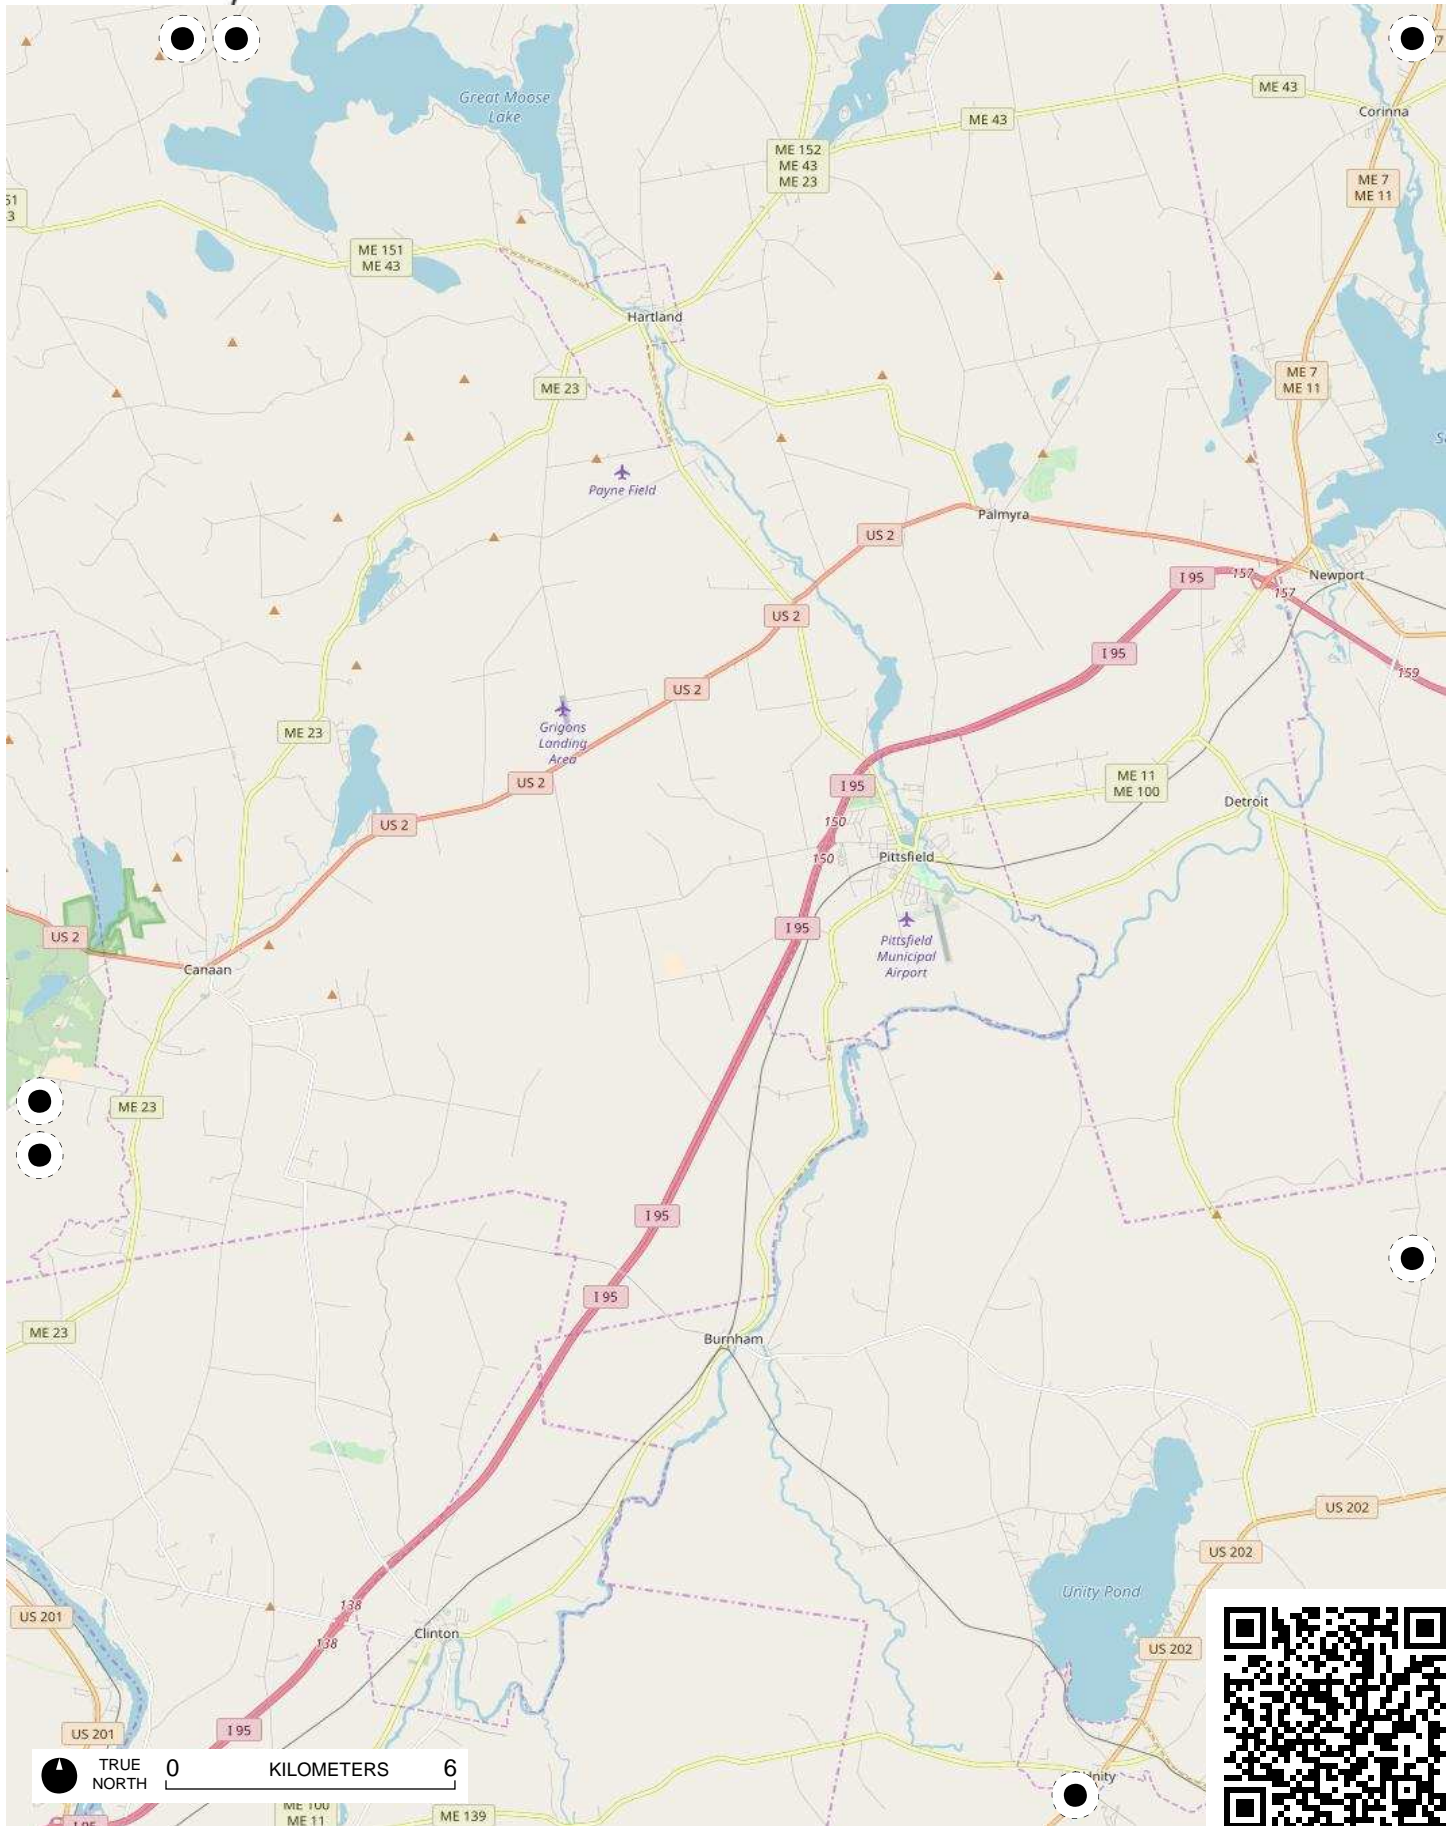 Great Moose
Lake
ME 43
ME 43
Corinna
ME 152
ME 43
ME 23
ME 7
ME 11
ME 151
ME 43
Hartland
ME 23
ME 7
ME 11
Payne Field
Palmyra
US 2
I 95
157
Newport
157
US 2
I 95
159
US 2
Grigons
Landing
Area
ME 23
US 2
I 95
ME 11
ME 100
Detroit
US 2
150
150
Pittsfield
I 95
US 2
Pittsfield
Municipal
Airport
Canaan
ME 23
I 95
I 95
ME 23
Burnham
US 202
US 202
Unity Pond
US 201
138
138
Clinton
US 202
US 201
I 95
TRUE
NORTH
0 KILOMETERS 6
ME 100
ME 11
ME 139
I 95